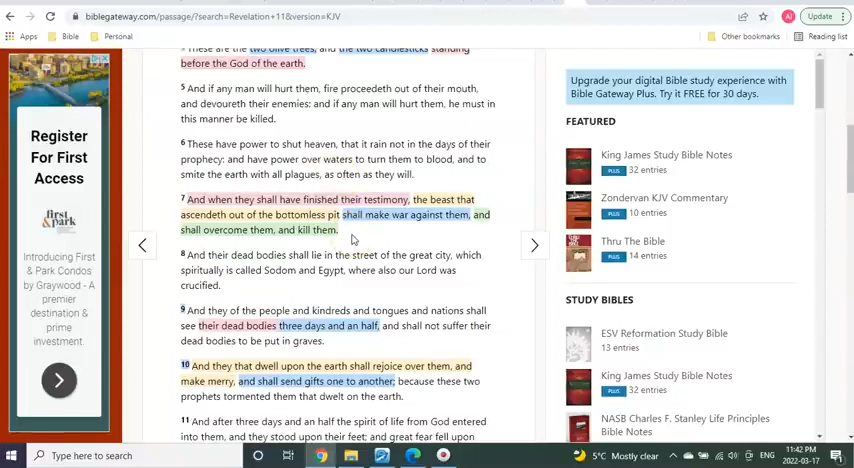 biblegateway.com/passage/?search=Revelation+11&version=KJV
AI
Update
Apps
Bible
Personal
Other bookmarks
Reading list
These are the two olive trees, and the two candlesticks standing
before the God of the earth.
5 And if any man will hurt them, fire proceedeth out of their mouth,
and devoureth their enemies: and if any man will hurt them, he must in
this manner be killed.
6 These have power to shut heaven, that it rain not in the days of their
prophecy: and have power over waters to turn them to blood, and to
smite the earth with all plagues, as often as they will.
7 And when they shall have finished their testimony, the beast that
ascendeth out of the bottomless pit shall make war against them, and
shall overcome them, and kill them.
8 And their dead bodies shall lie in the street of the great city, which
spiritually is called Sodom and Egypt, where also our Lord was
crucified.
9 And they of the people and kindreds and tongues and nations shall
see their dead bodies three days and an half, and shall not suffer their
dead bodies to be put in graves.
10 And they that dwell upon the earth shall rejoice over them, and
make merry, and shall send gifts one to another; because these two
prophets tormented them that dwelt on the earth.
11 And after three days and an half the spirit of life from God entered
into them, and they stood upon their feet; and great fear fell upon
Register
For First
Access
first
&park
Introducing First
& Park Condos
by Graywood - A
premier
destination &
prime
investment.
Upgrade your digital Bible study experience with
Bible Gateway Plus. Try it FREE for 30 days.
FEATURED
King James Study Bible Notes
PLUS 32 entries
Zondervan KJV Commentary
PLUS 10 entries
Thru The Bible
PLUS 14 entries
STUDY BIBLES
ESV Reformation Study Bible
13 entries
King James Study Bible Notes
PLUS 32 entries
NASB Charles F. Stanley Life Principles
Bible Notes
Type here to search
5°C Mostly clear
ENG
11:42 PM
2022-03-17